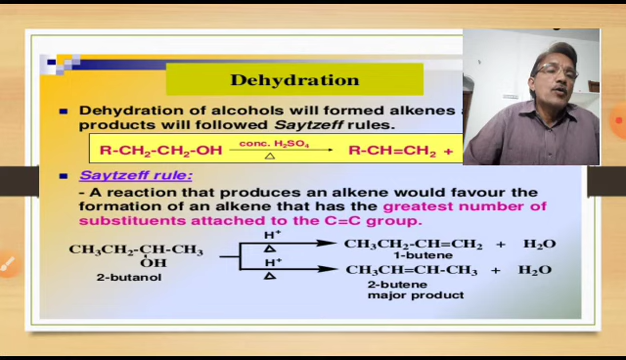 Dehydration
▪ Dehydration of alcohols will formed alkenes
products will followed Saytzeff rules.
R-CH₂-CH₂-OH conc. H₂SO₄ △ → R-CH=CH₂ +
▪ Saytzeff rule:
- A reaction that produces an alkene would favour the
formation of an alkene that has the greatest number of
substituents attached to the C=C group.
CH₃CH₂-CH-CH₃
OH
2-butanol
H⁺
△
CH₃CH₂-CH=CH₂ + H₂O
1-butene
H⁺
△
CH₃CH=CH-CH₃ + H₂O
2-butene
major product